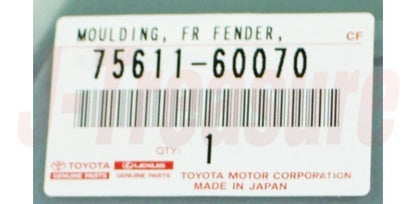 MOULDING, FR FENDER, CF
75611-60070
QTY: 1
TOYOTA LEXUS TOYOTA MOTOR CORPORATION
GENUINE PARTS GENUINE PARTS MADE IN JAPAN
J-Treasure